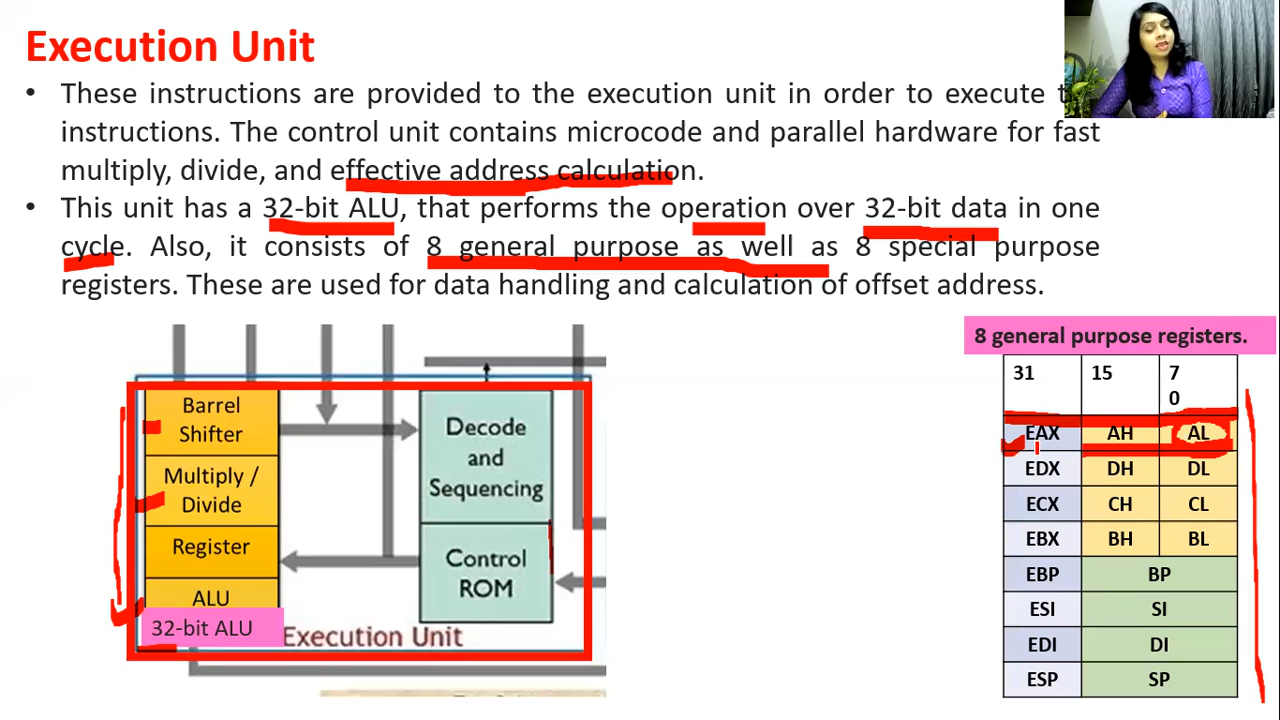 Execution Unit
• These instructions are provided to the execution unit in order to execute
instructions. The control unit contains microcode and parallel hardware for fast
multiply, divide, and effective address calculation.
• This unit has a 32-bit ALU, that performs the operation over 32-bit data in one
cycle. Also, it consists of 8 general purpose as well as 8 special purpose
registers. These are used for data handling and calculation of offset address.
Barrel
Shifter
Multiply /
Divide
Register
ALU
32-bit ALU
Decode
and
Sequencing
Control
ROM
Execution Unit
8 general purpose registers.
31 15 7
0
EAX AH AL
EDX DH DL
ECX CH CL
EBX BH BL
EBP BP
ESI SI
EDI DI
ESP SP